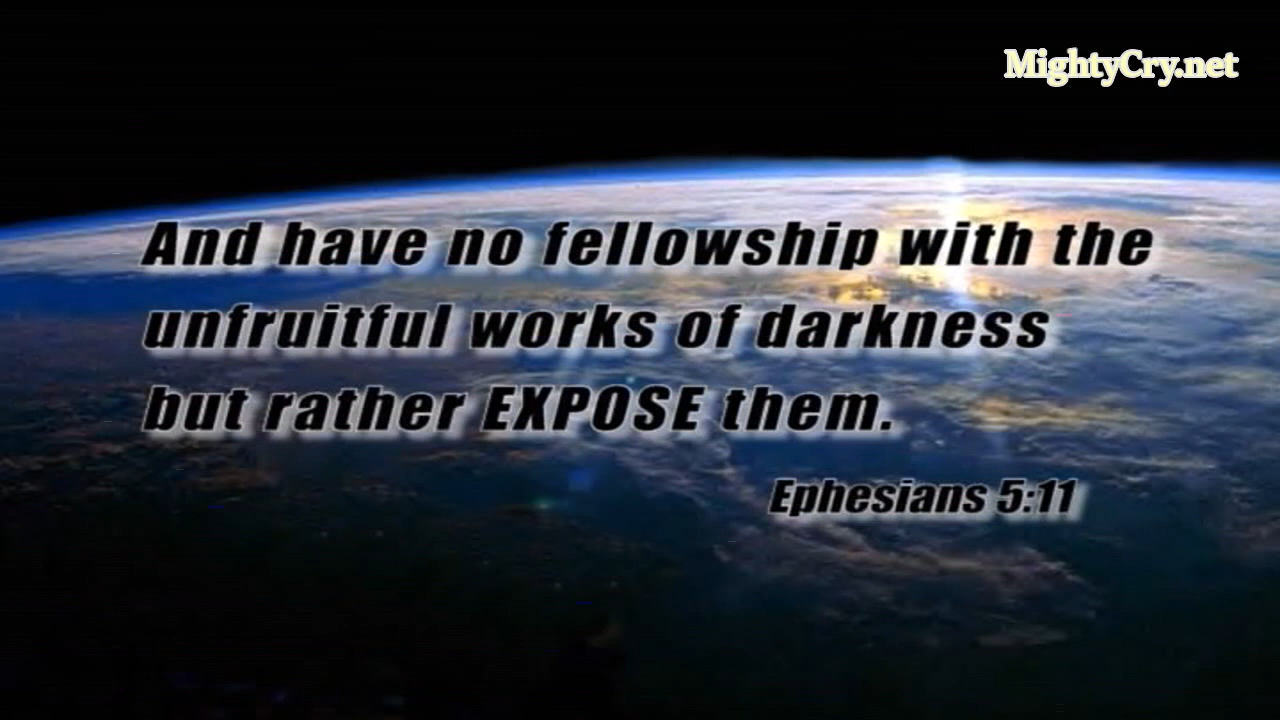 MightyCry.net
And have no fellowship with the
unfruitful works of darkness
but rather EXPOSE them.
Ephesians 5:11